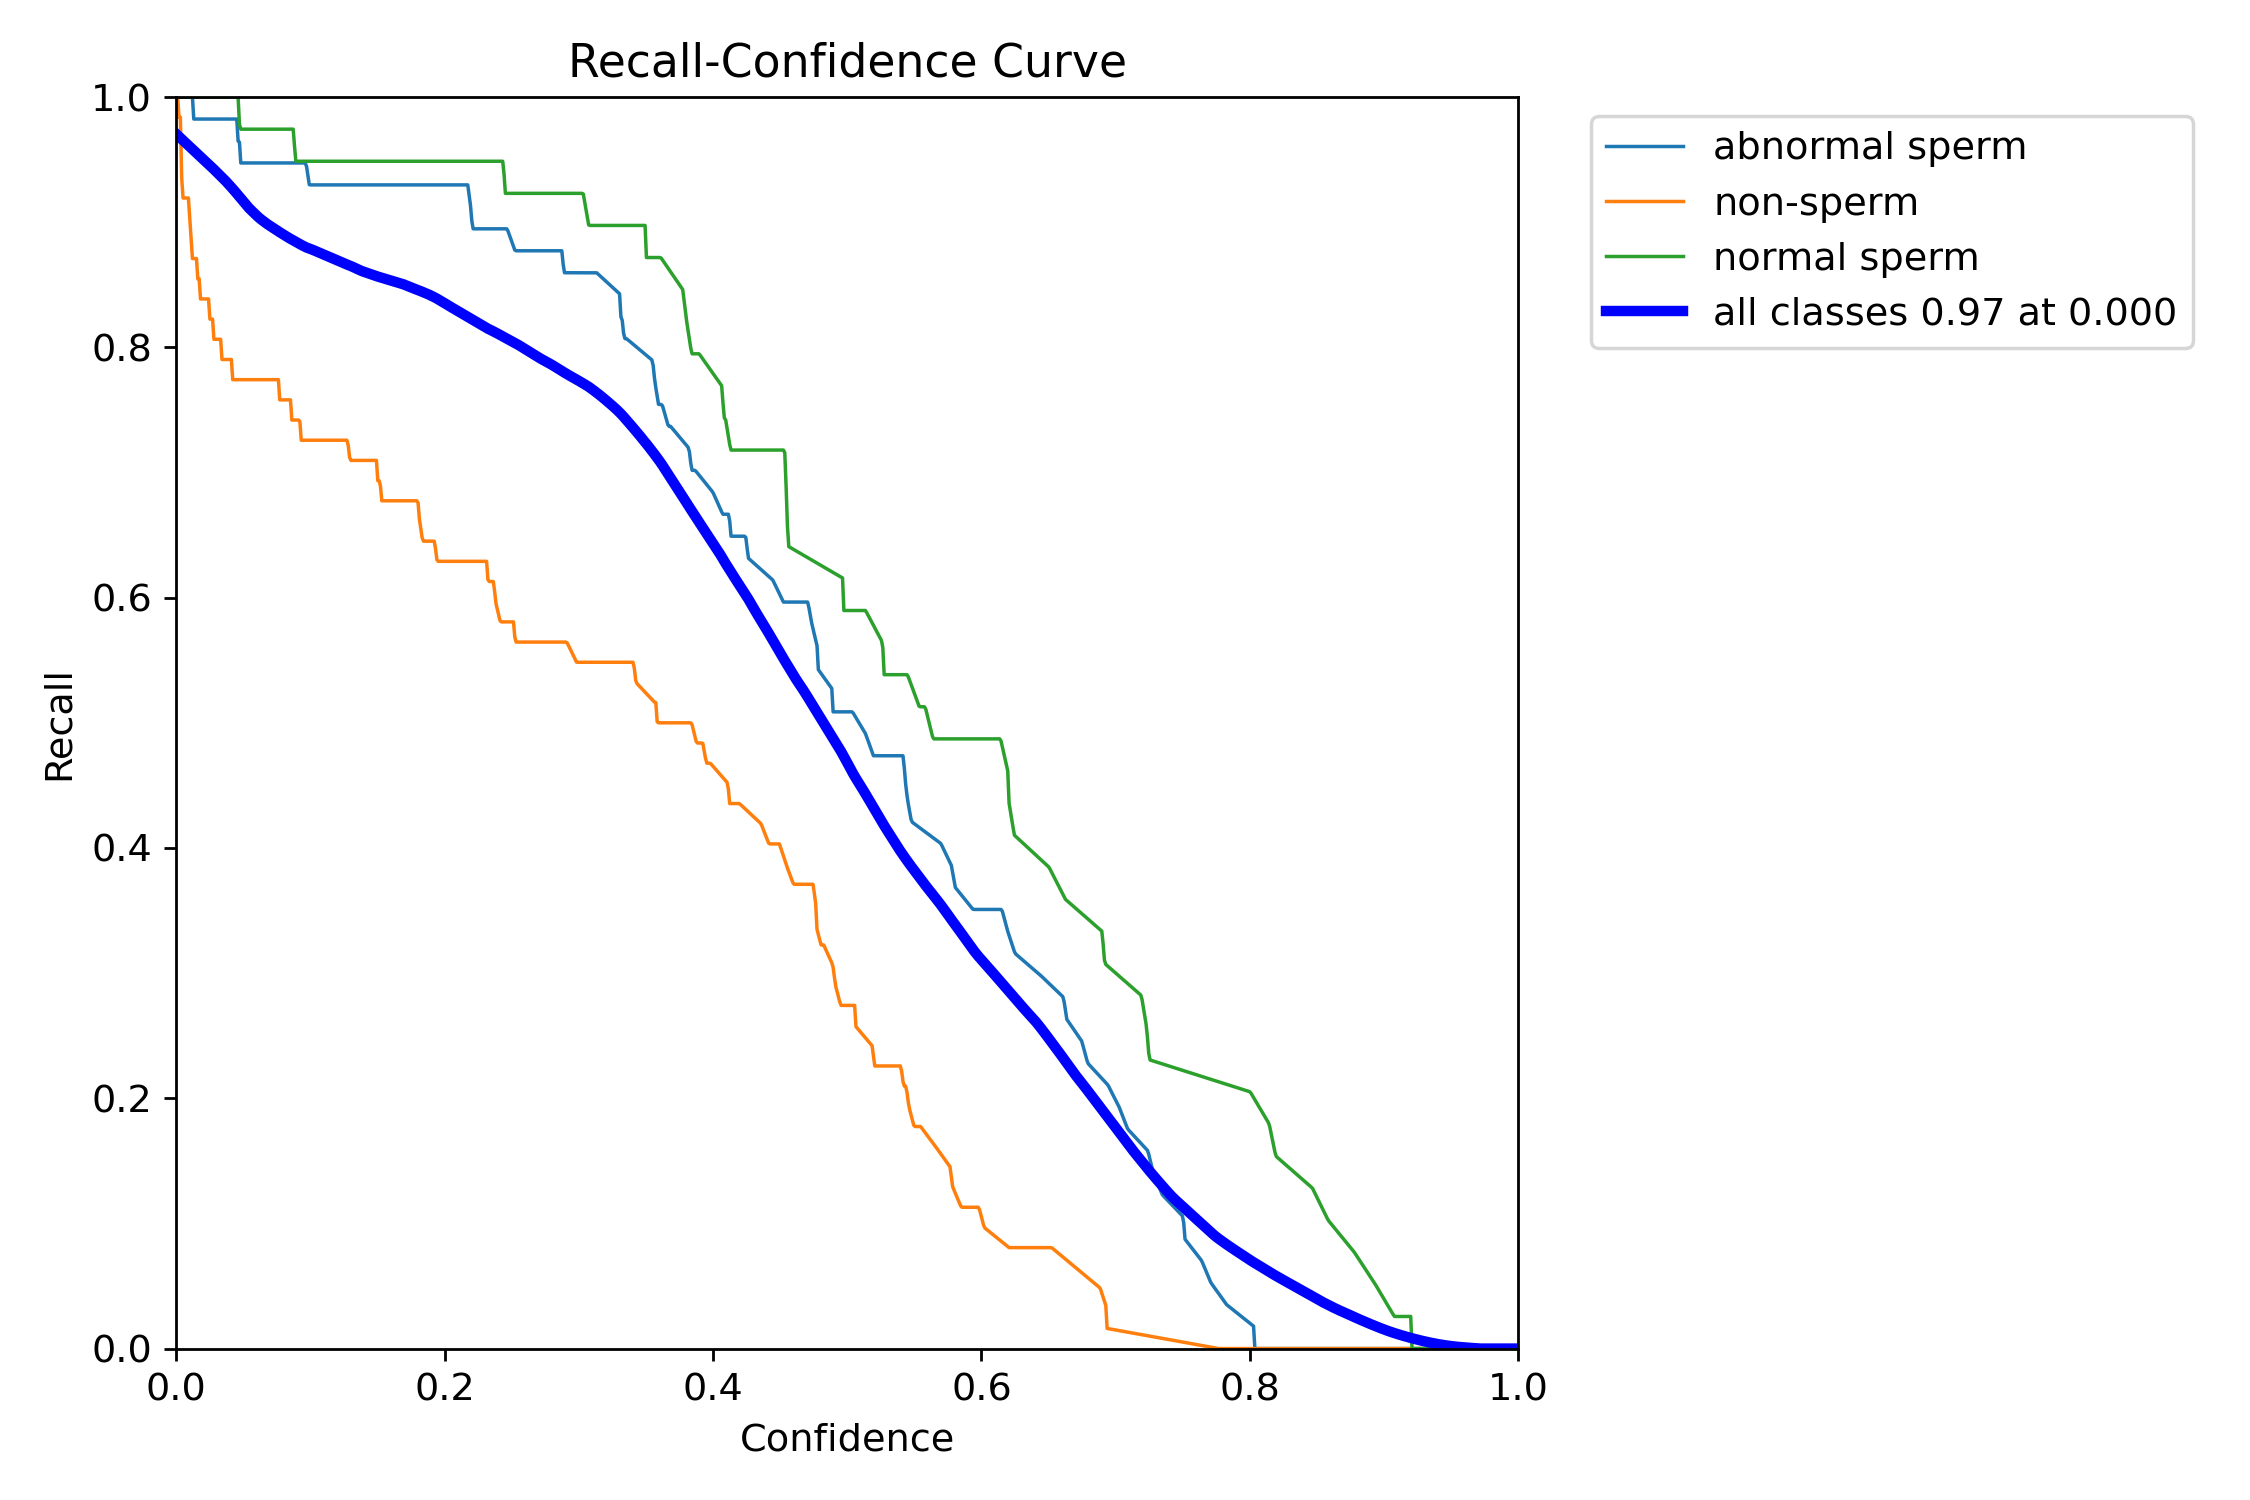 Recall-Confidence Curve
1.0
0.8
0.6
0.4
0.2
0.0
Recall
0.0 0.2 0.4 0.6 0.8 1.0
Confidence
abnormal sperm
non-sperm
normal sperm
all classes 0.97 at 0.000